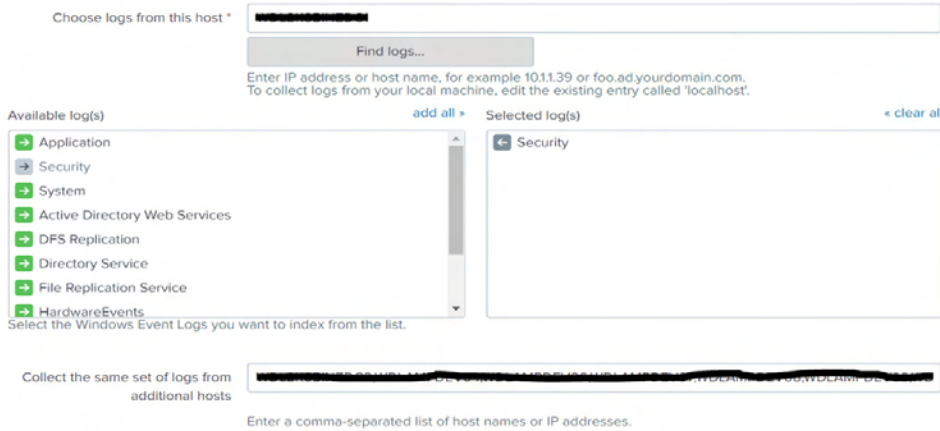 Choose logs from this host *
Find logs...
Enter IP address or host name, for example 10.1.1.39 or foo.ad.yourdomain.com.
To collect logs from your local machine, edit the existing entry called 'localhost'.
Available log(s) add all » Selected log(s) « clear al
Application
Security
System
Active Directory Web Services
DFS Replication
Directory Service
File Replication Service
HardwareEvents
Security
Select the Windows Event Logs you want to index from the list.
Collect the same set of logs from
additional hosts
Enter a comma-separated list of host names or IP addresses.